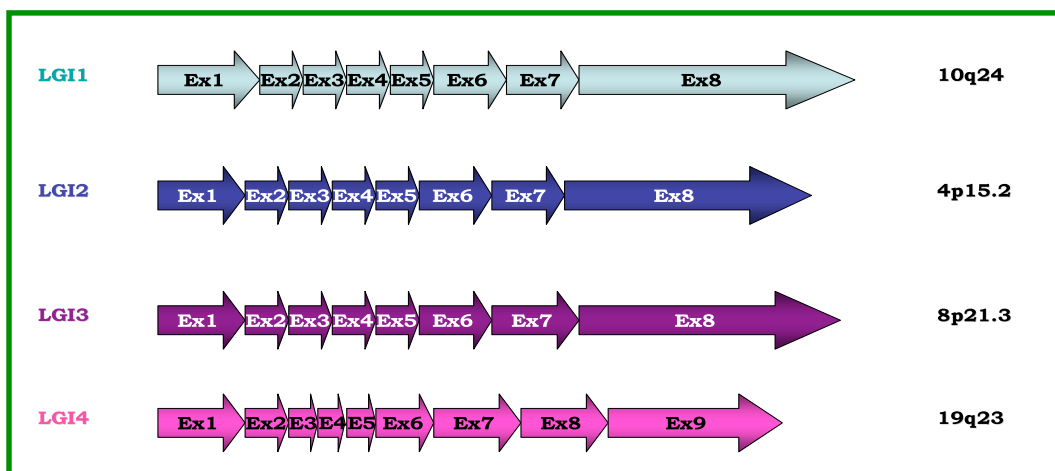 LGI1 Ex1 Ex2 Ex3 Ex4 Ex5 Ex6 Ex7 Ex8 10q24
LGI2 Ex1 Ex2 Ex3 Ex4 Ex5 Ex6 Ex7 Ex8 4p15.2
LGI3 Ex1 Ex2 Ex3 Ex4 Ex5 Ex6 Ex7 Ex8 8p21.3
LGI4 Ex1 Ex2 E3 E4 E5 Ex6 Ex7 Ex8 Ex9 19q23